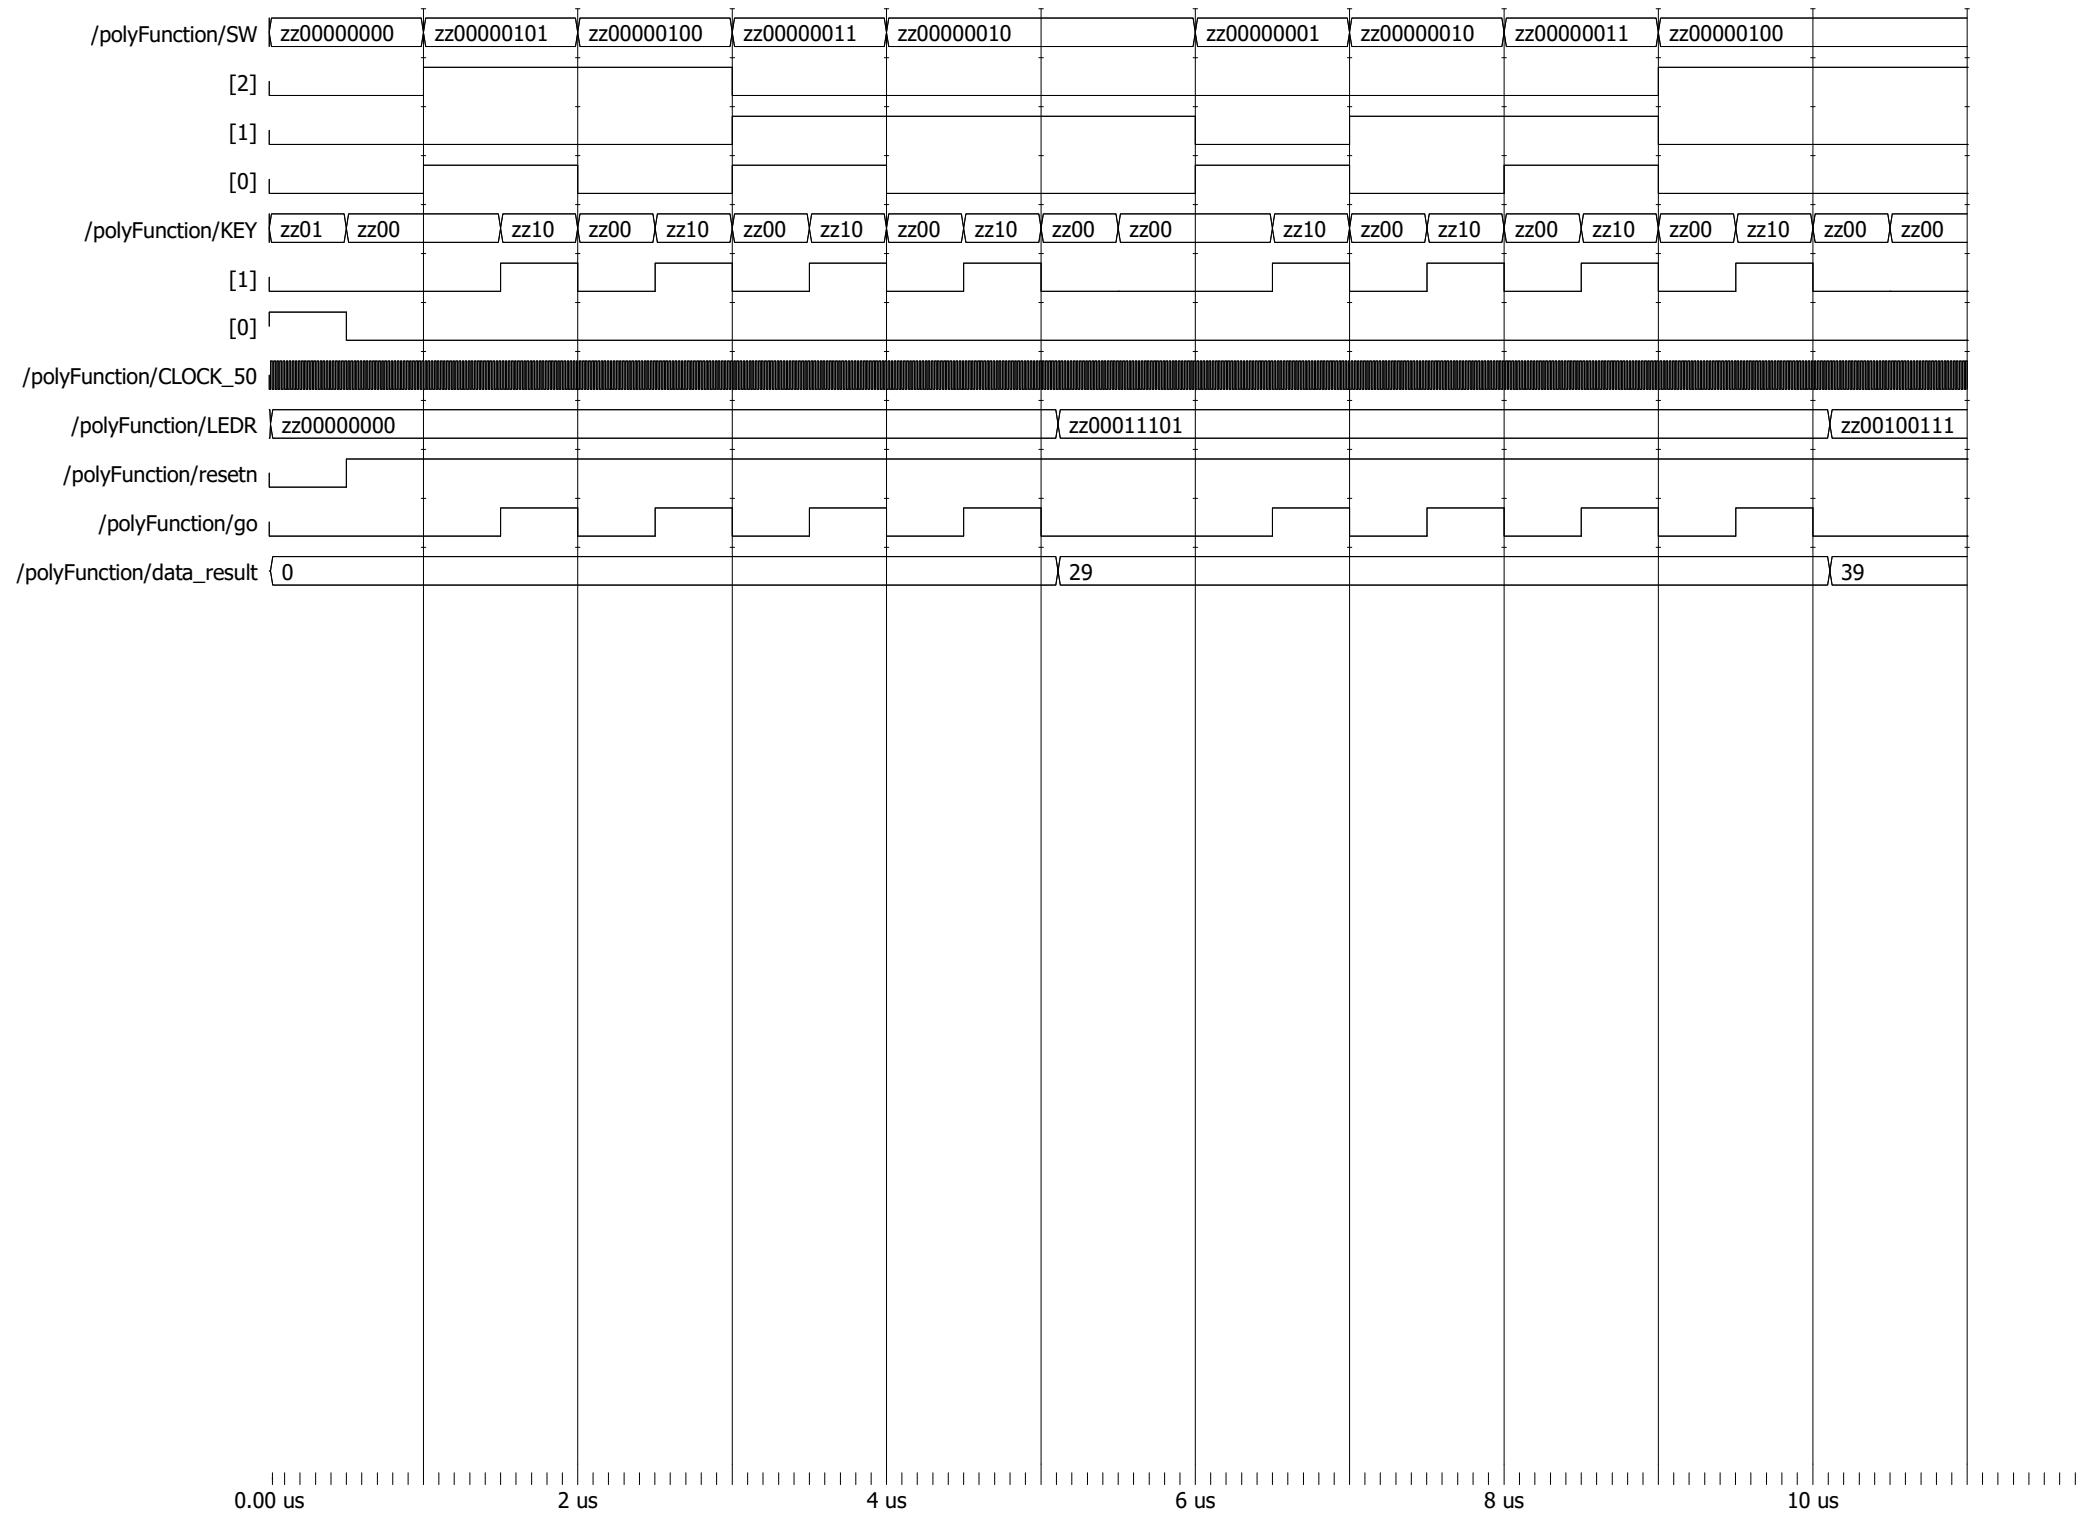 /polyFunction/SW zz00000000 zz00000101 zz00000100 zz00000011 zz00000010 zz00000001 zz00000010 zz00000011 zz00000100
[2]
[1]
[0]
/polyFunction/KEY zz01 zz00 zz10 zz00 zz10 zz00 zz10 zz00 zz10 zz00 zz00 zz10 zz00 zz10 zz00 zz10 zz00 zz10 zz00 zz00
[1]
[0]
/polyFunction/CLOCK_50
/polyFunction/LEDR zz00000000 zz00011101 zz00100111
/polyFunction/resetn
/polyFunction/go
/polyFunction/data_result 0 29 39
0.00 us 2 us 4 us 6 us 8 us 10 us